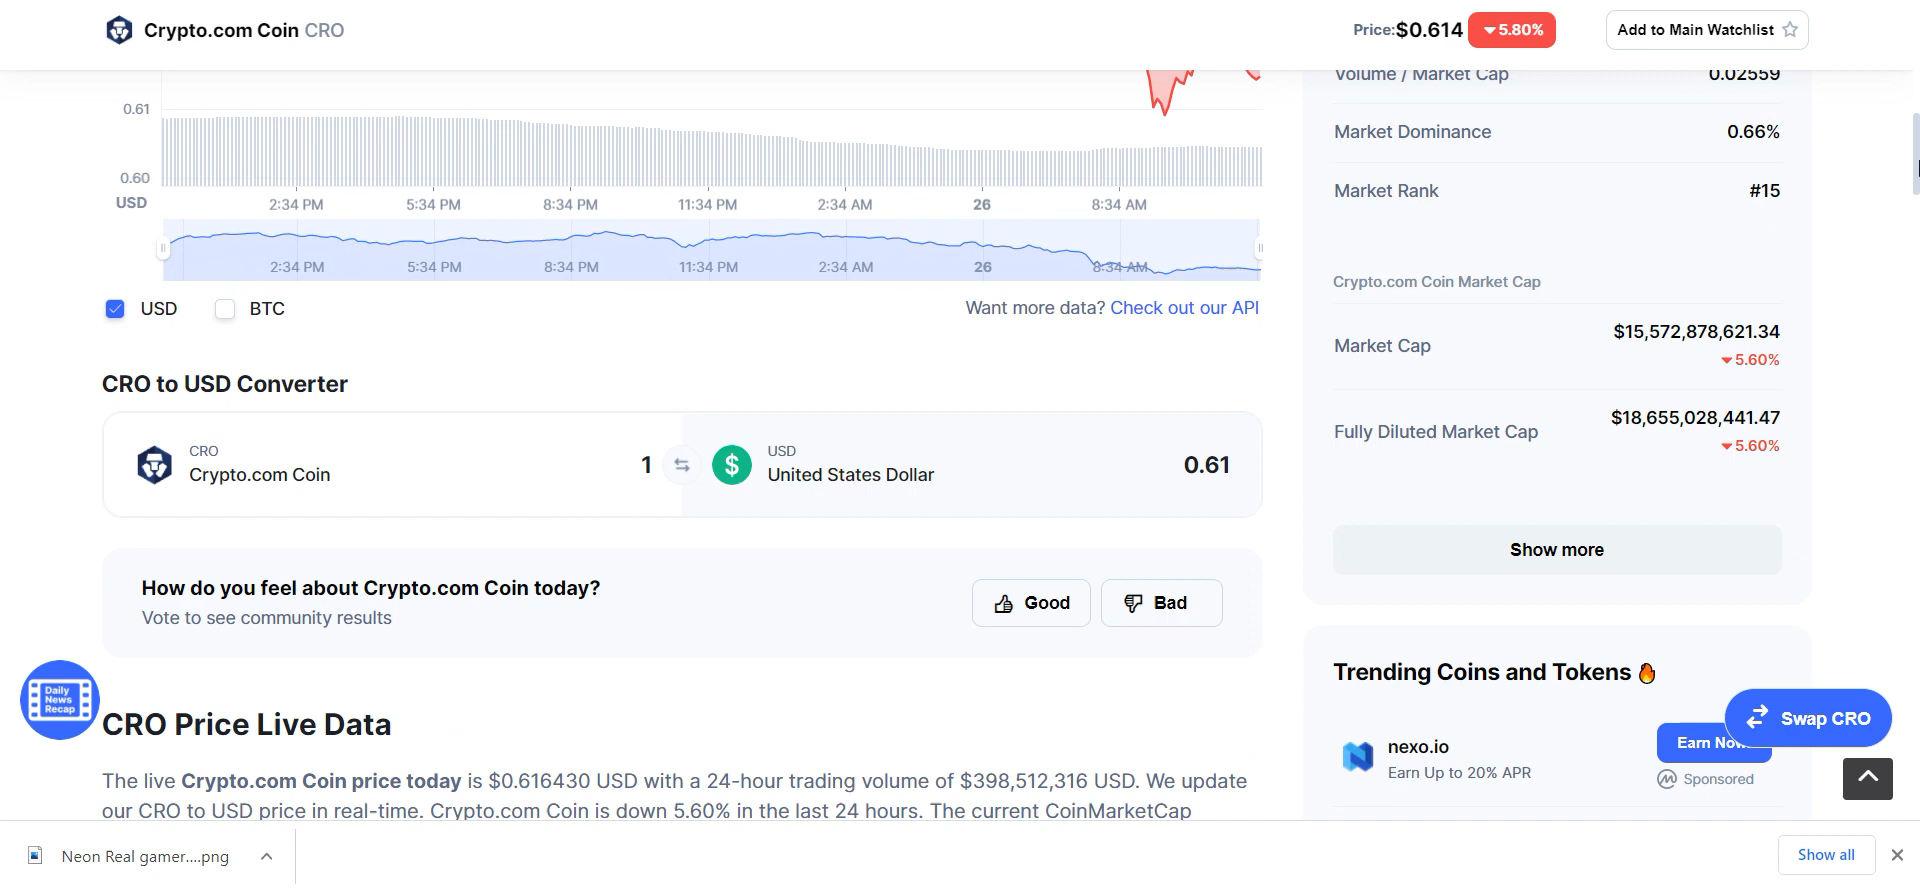 Crypto.com Coin CRO
Price:$0.614 5.80%
Add to Main Watchlist
0.61
0.60
USD
2:34 PM 5:34 PM 8:34 PM 11:34 PM 2:34 AM 26 8:34 AM
2:34 PM 5:34 PM 8:34 PM 11:34 PM 2:34 AM 26 8:34 AM
USD BTC
Want more data? Check out our API
CRO to USD Converter
CRO
Crypto.com Coin
1
USD
United States Dollar
0.61
How do you feel about Crypto.com Coin today?
Vote to see community results
Good
Bad
Daily
News
Recap
CRO Price Live Data
The live Crypto.com Coin price today is $0.616430 USD with a 24-hour trading volume of $398,512,316 USD. We update
our CRO to USD price in real-time. Crypto.com Coin is down 5.60% in the last 24 hours. The current CoinMarketCap
Volume / Market Cap 0.02559
Market Dominance 0.66%
Market Rank #15
Crypto.com Coin Market Cap
Market Cap $15,572,878,621.34
5.60%
Fully Diluted Market Cap $18,655,028,441.47
5.60%
Show more
Trending Coins and Tokens
nexo.io
Earn Up to 20% APR
Earn Now
Sponsored
Swap CRO
Neon Real gamer....png
Show all